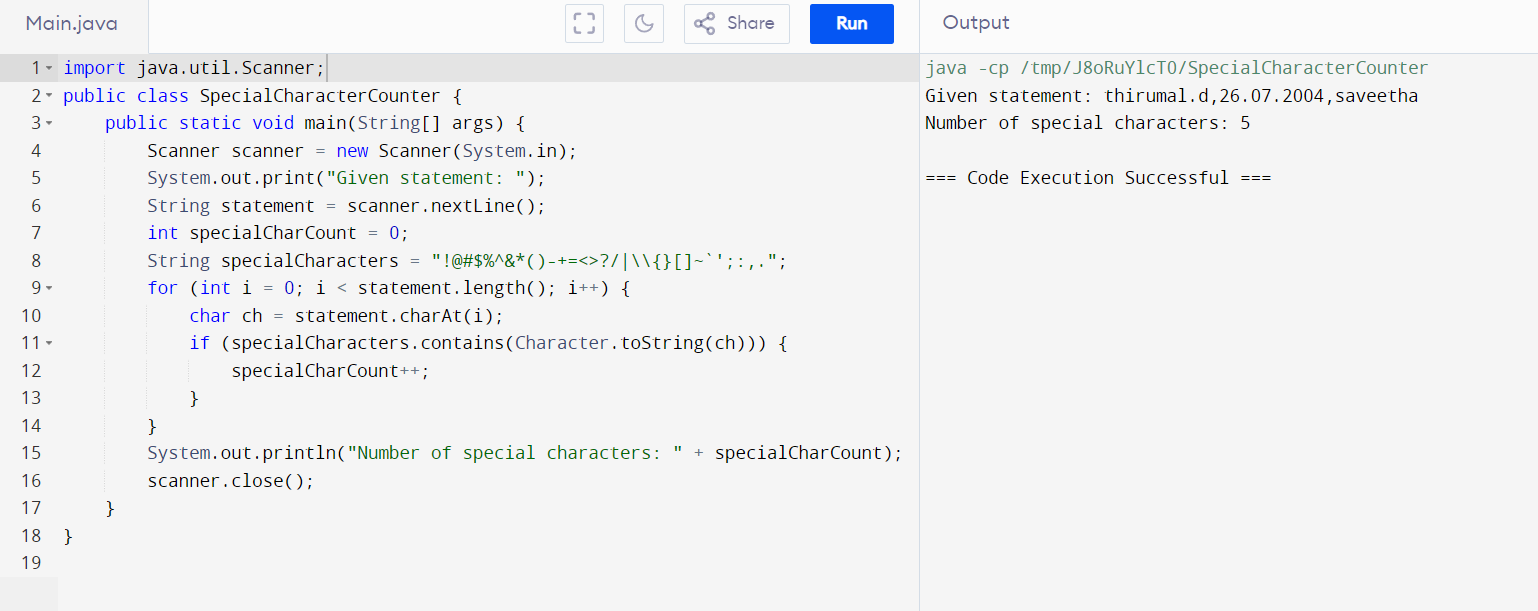 Main.java
Share
Run
Output
1 import java.util.Scanner;
2 public class SpecialCharacterCounter {
3     public static void main(String[] args) {
4         Scanner scanner = new Scanner(System.in);
5         System.out.print("Given statement: ");
6         String statement = scanner.nextLine();
7         int specialCharCount = 0;
8         String specialCharacters = "!@#$%^&*()-+=<>?/|\\{}[]~`';:,.";
9         for (int i = 0; i < statement.length(); i++) {
10             char ch = statement.charAt(i);
11             if (specialCharacters.contains(Character.toString(ch))) {
12                 specialCharCount++;
13             }
14         }
15         System.out.println("Number of special characters: " + specialCharCount);
16         scanner.close();
17     }
18 }
19
java -cp /tmp/J8oRuYlcT0/SpecialCharacterCounter
Given statement: thirumal.d,26.07.2004,saveetha
Number of special characters: 5
=== Code Execution Successful ===